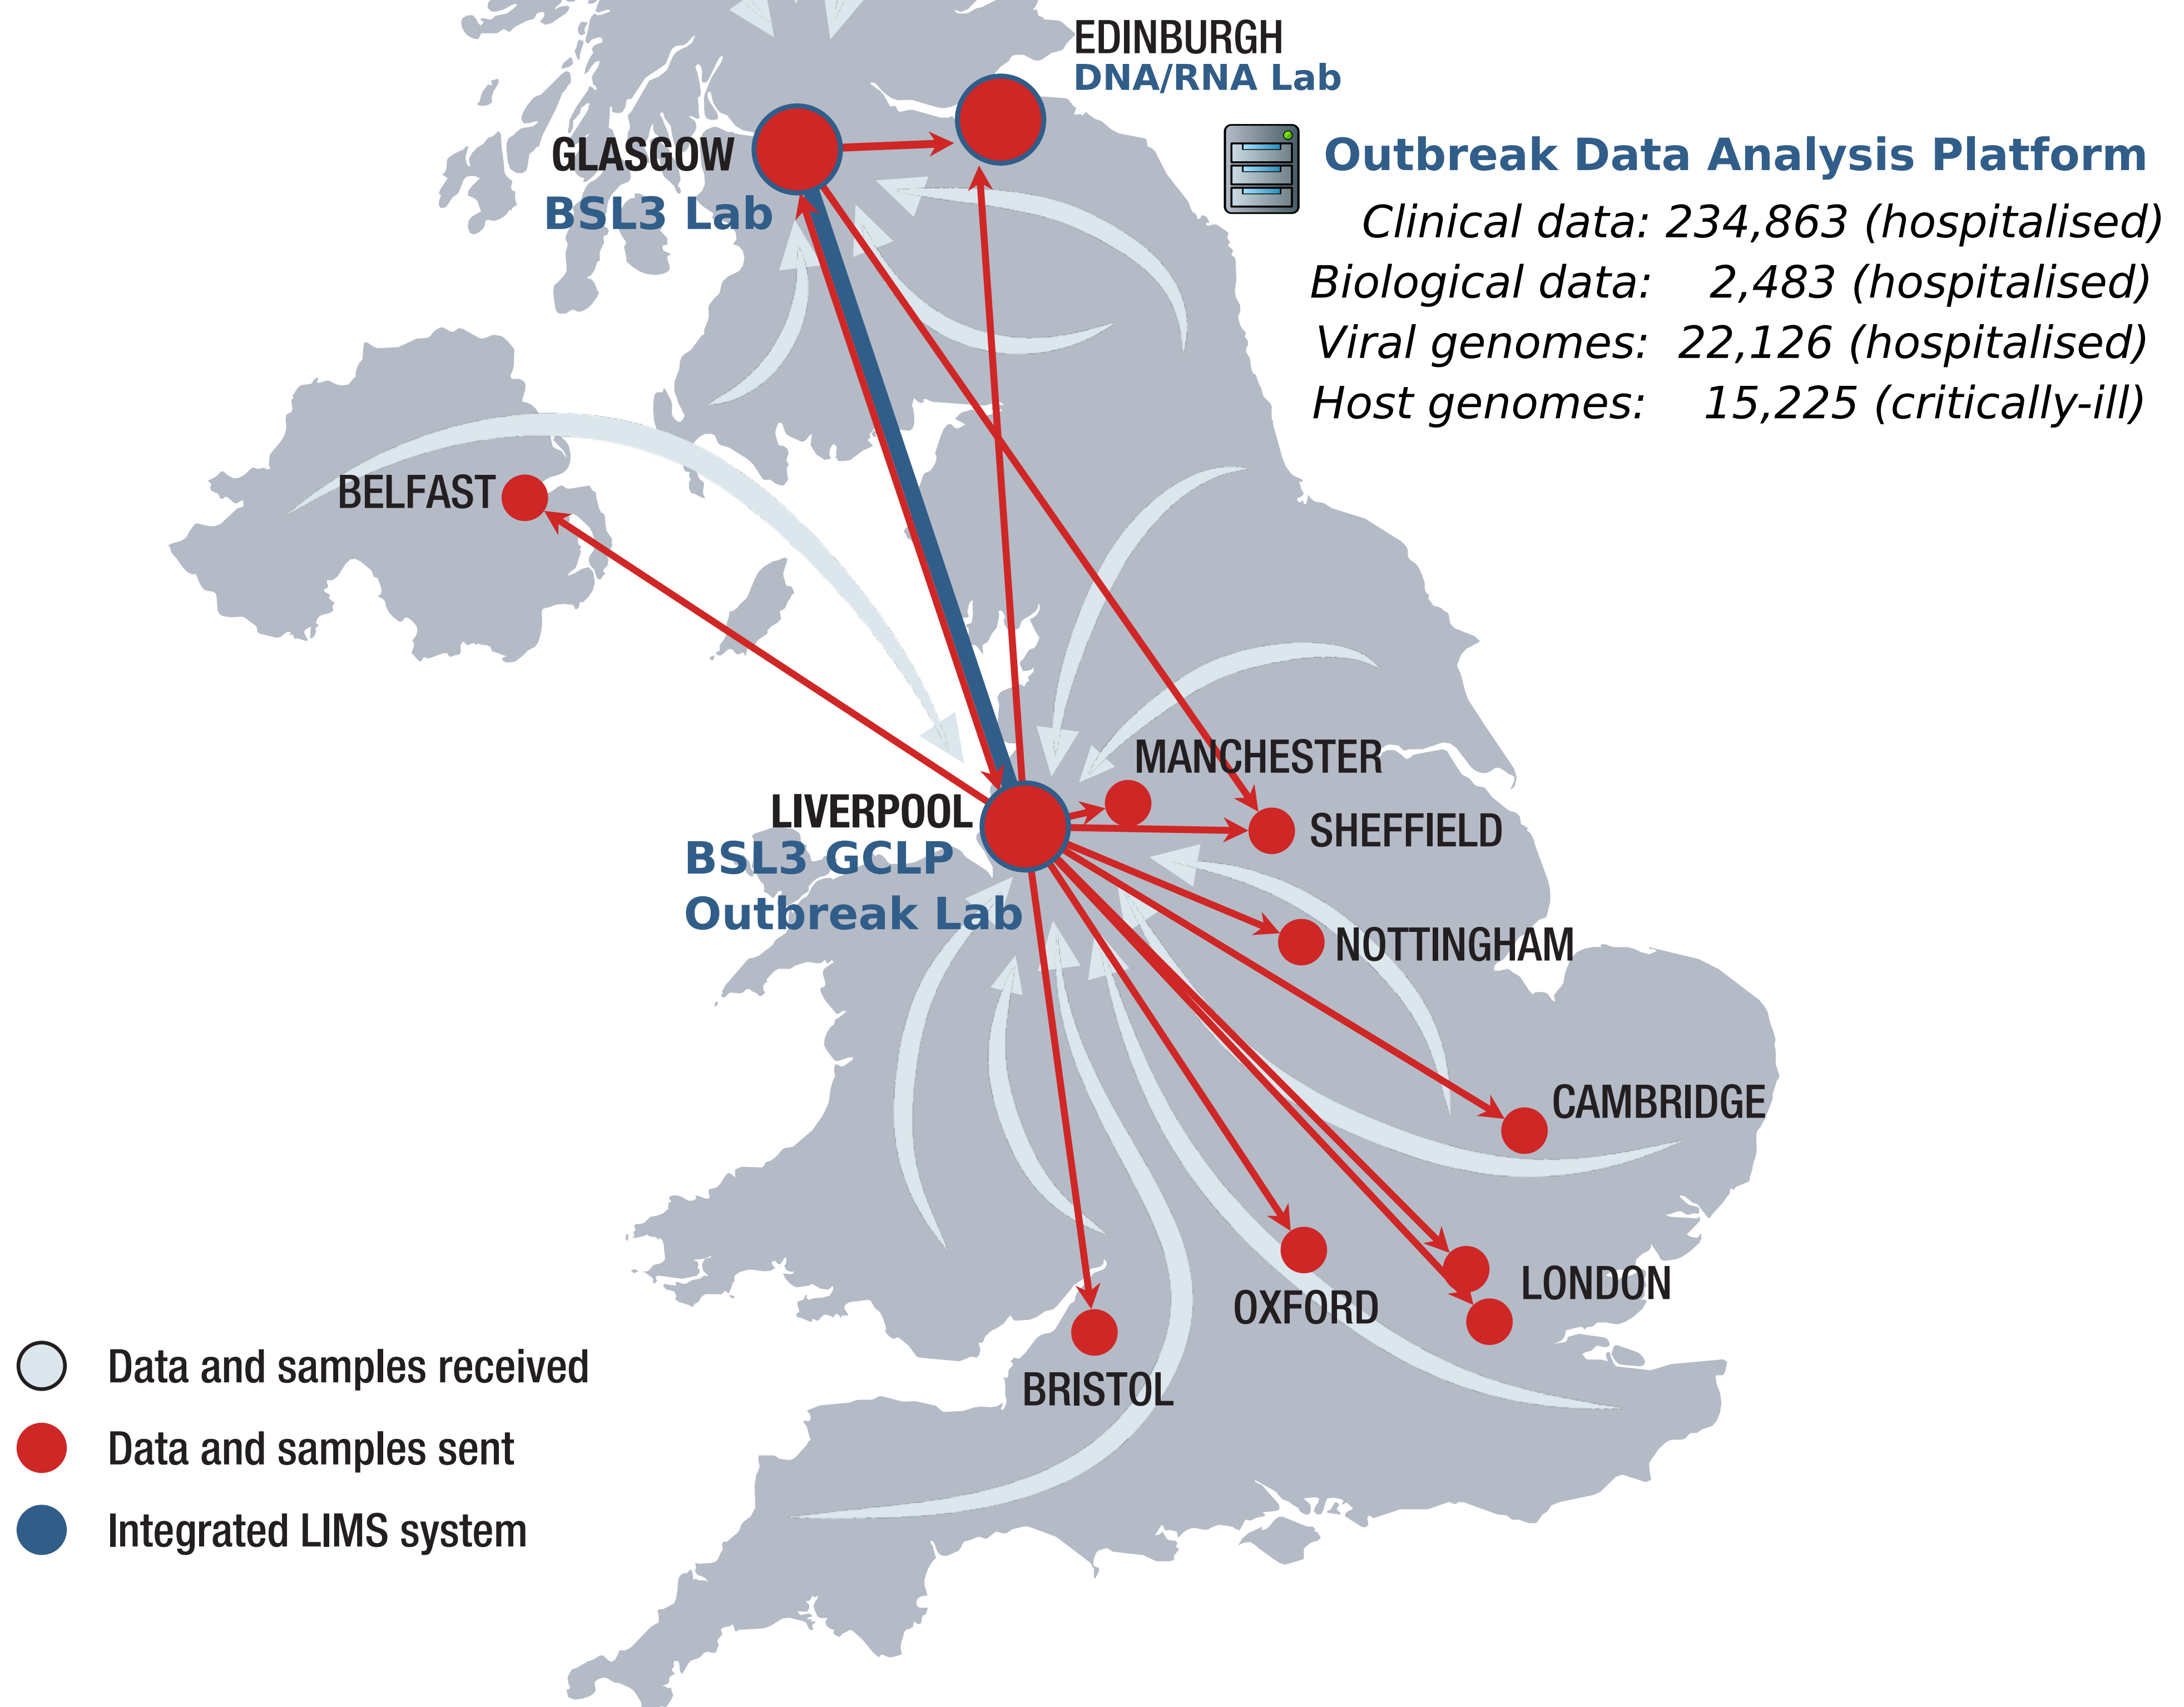 EDINBURGH
DNA/RNA Lab
GLASGOW
BSL3 Lab
Outbreak Data Analysis Platform
Clinical data: 234,863 (hospitalised)
Biological data: 2,483 (hospitalised)
Viral genomes: 22,126 (hospitalised)
Host genomes: 15,225 (critically-ill)
BELFAST
MANCHESTER
LIVERPOOL
BSL3 GCLP
Outbreak Lab
SHEFFIELD
NOTTINGHAM
CAMBRIDGE
LONDON
OXFORD
BRISTOL
Data and samples received
Data and samples sent
Integrated LIMS system